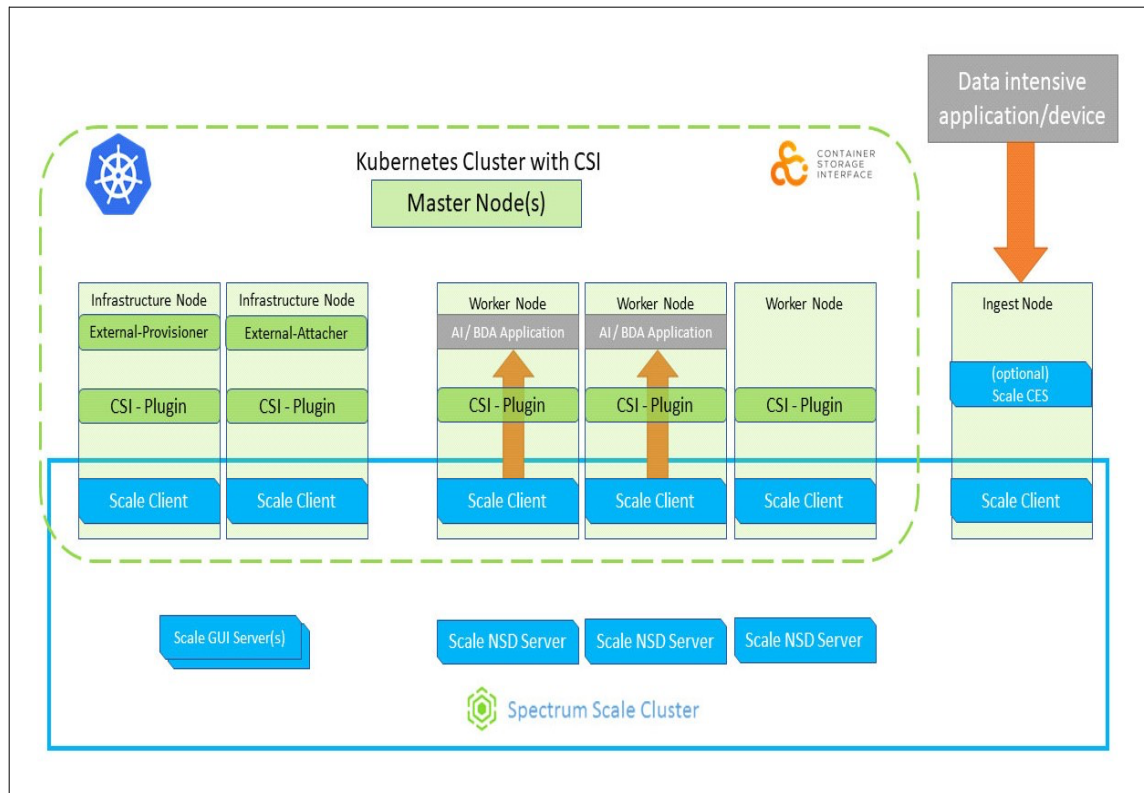 Data intensive
application/device
Kubernetes Cluster with CSI
CONTAINER
STORAGE
INTERFACE
Master Node(s)
Infrastructure Node
External-Provisioner
CSI - Plugin
Scale Client
Infrastructure Node
External-Attacher
CSI - Plugin
Scale Client
Worker Node
AI / BDA Application
CSI - Plugin
Scale Client
Worker Node
AI / BDA Application
CSI - Plugin
Scale Client
Worker Node
CSI - Plugin
Scale Client
Ingest Node
(optional)
Scale CES
Scale Client
Scale GUI Server(s)
Scale NSD Server
Scale NSD Server
Scale NSD Server
Spectrum Scale Cluster